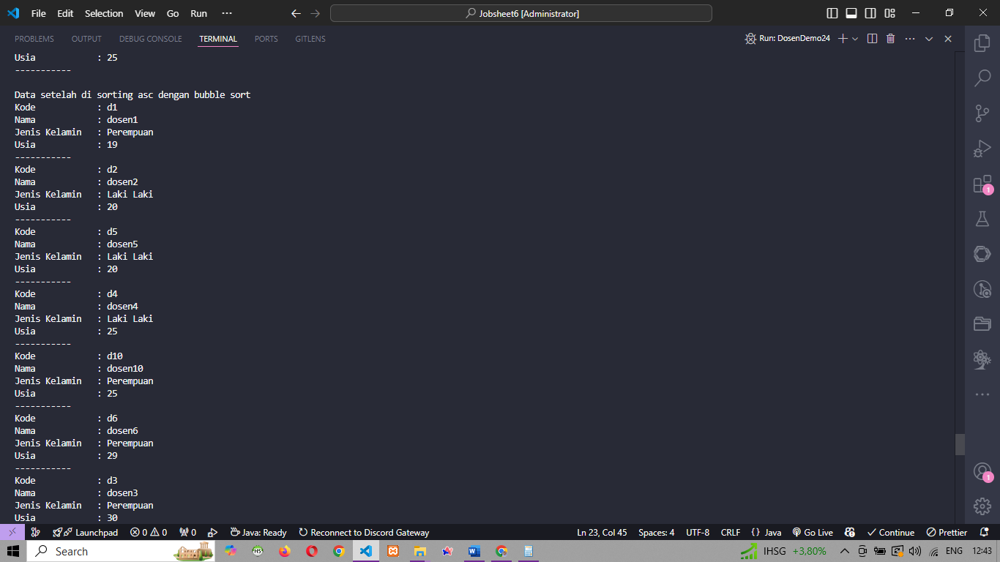 File Edit Selection View Go Run ··· Jobsheet6 [Administrator]
PROBLEMS OUTPUT DEBUG CONSOLE TERMINAL PORTS GITLENS Run: DosenDemo24
Usia : 25
-----------
Data setelah di sorting asc dengan bubble sort
Kode : d1
Nama : dosen1
Jenis Kelamin : Perempuan
Usia : 19
-----------
Kode : d2
Nama : dosen2
Jenis Kelamin : Laki Laki
Usia : 20
-----------
Kode : d5
Nama : dosen5
Jenis Kelamin : Laki Laki
Usia : 20
-----------
Kode : d4
Nama : dosen4
Jenis Kelamin : Laki Laki
Usia : 25
-----------
Kode : d10
Nama : dosen10
Jenis Kelamin : Perempuan
Usia : 25
-----------
Kode : d6
Nama : dosen6
Jenis Kelamin : Perempuan
Usia : 29
-----------
Kode : d3
Nama : dosen3
Jenis Kelamin : Perempuan
Usia : 30
1
1
Launchpad 0 0 0 Java: Ready Reconnect to Discord Gateway Ln 23, Col 45 Spaces: 4 UTF-8 CRLF {} Java Go Live Continue Prettier
Search IHSG +3,80% ENG 12:43